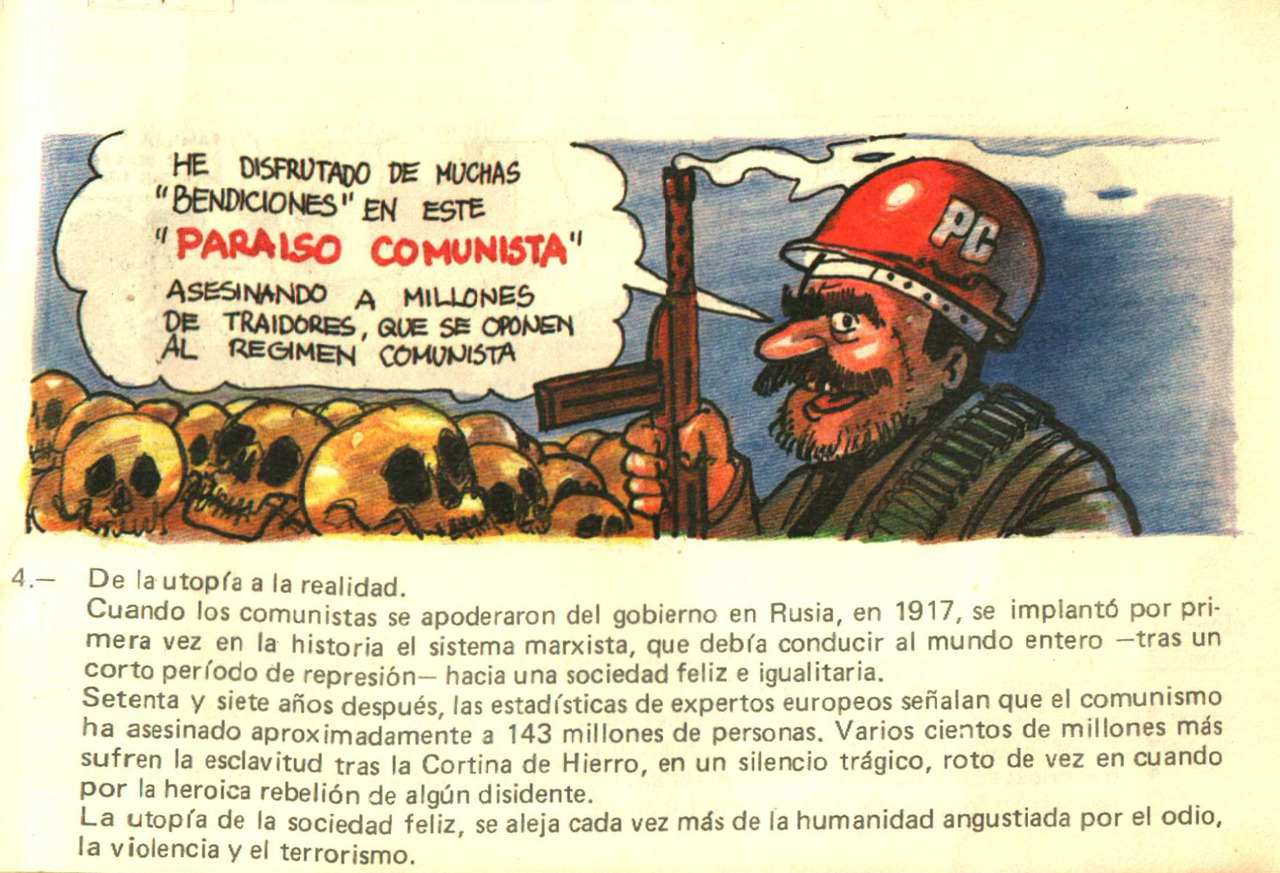 HE DISFRUTADO DE MUCHAS
"BENDICIONES" EN ESTE
"PARAISO COMUNISTA"
ASESINANDO A MILLONES
DE TRAIDORES, QUE SE OPONEN
AL REGIMEN COMUNISTA
PC
4.— De la utopía a la realidad.
Cuando los comunistas se apoderaron del gobierno en Rusia, en 1917, se implantó por pri-
mera vez en la historia el sistema marxista, que debía conducir al mundo entero —tras un
corto período de represión— hacia una sociedad feliz e igualitaria.
Setenta y siete años después, las estadísticas de expertos europeos señalan que el comunismo
ha asesinado aproximadamente a 143 millones de personas. Varios cientos de millones más
sufren la esclavitud tras la Cortina de Hierro, en un silencio trágico, roto de vez en cuando
por la heroica rebelión de algún disidente.
La utopía de la sociedad feliz, se aleja cada vez más de la humanidad angustiada por el odio,
la violencia y el terrorismo.